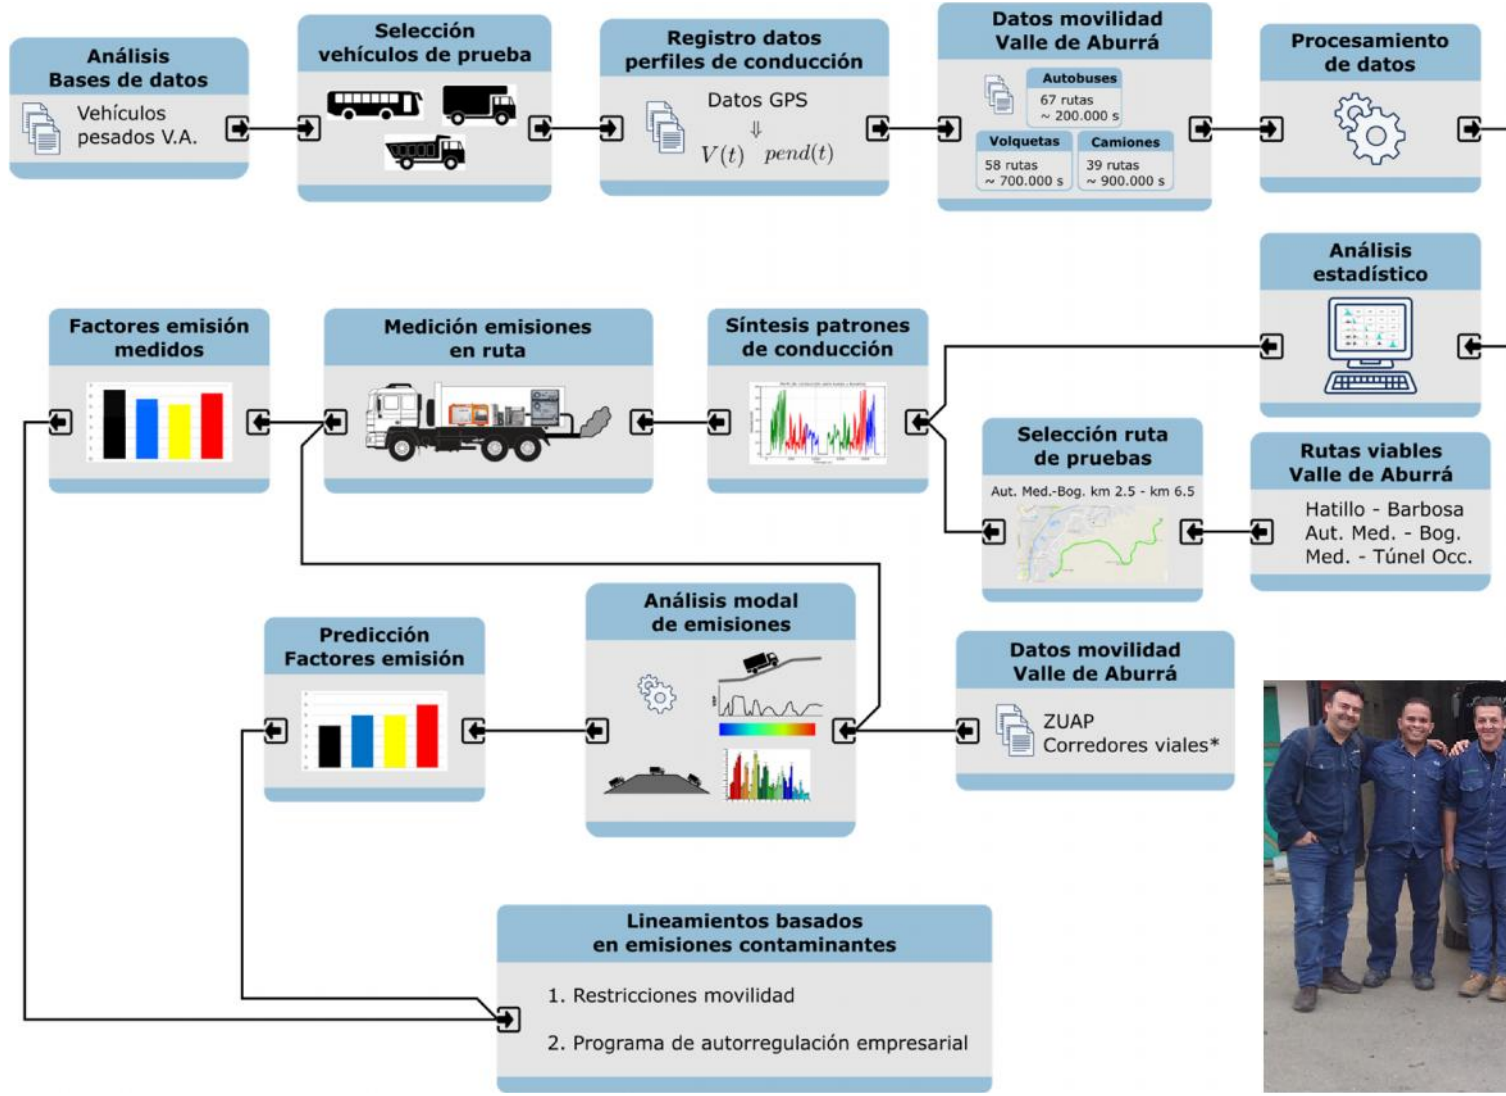 Análisis
Bases de datos
Vehículos
pesados V.A.
Selección
vehículos de prueba
Registro datos
perfiles de conducción
Datos GPS
⇓
V(t) pend(t)
Datos movilidad
Valle de Aburrá
Autobuses
67 rutas
~ 200.000 s
Volquetas
58 rutas
~ 700.000 s
Camiones
39 rutas
~ 900.000 s
Procesamiento
de datos
Análisis
estadístico
Factores emisión
medidos
Medición emisiones
en ruta
Síntesis patrones
de conducción
Selección ruta
de pruebas
Aut. Med.-Bog. km 2.5 - km 6.5
Rutas viables
Valle de Aburrá
Hatillo - Barbosa
Aut. Med. - Bog.
Med. - Túnel Occ.
Predicción
Factores emisión
Análisis modal
de emisiones
Datos movilidad
Valle de Aburrá
ZUAP
Corredores viales*
Lineamientos basados
en emisiones contaminantes
1. Restricciones movilidad
2. Programa de autorregulación empresarial